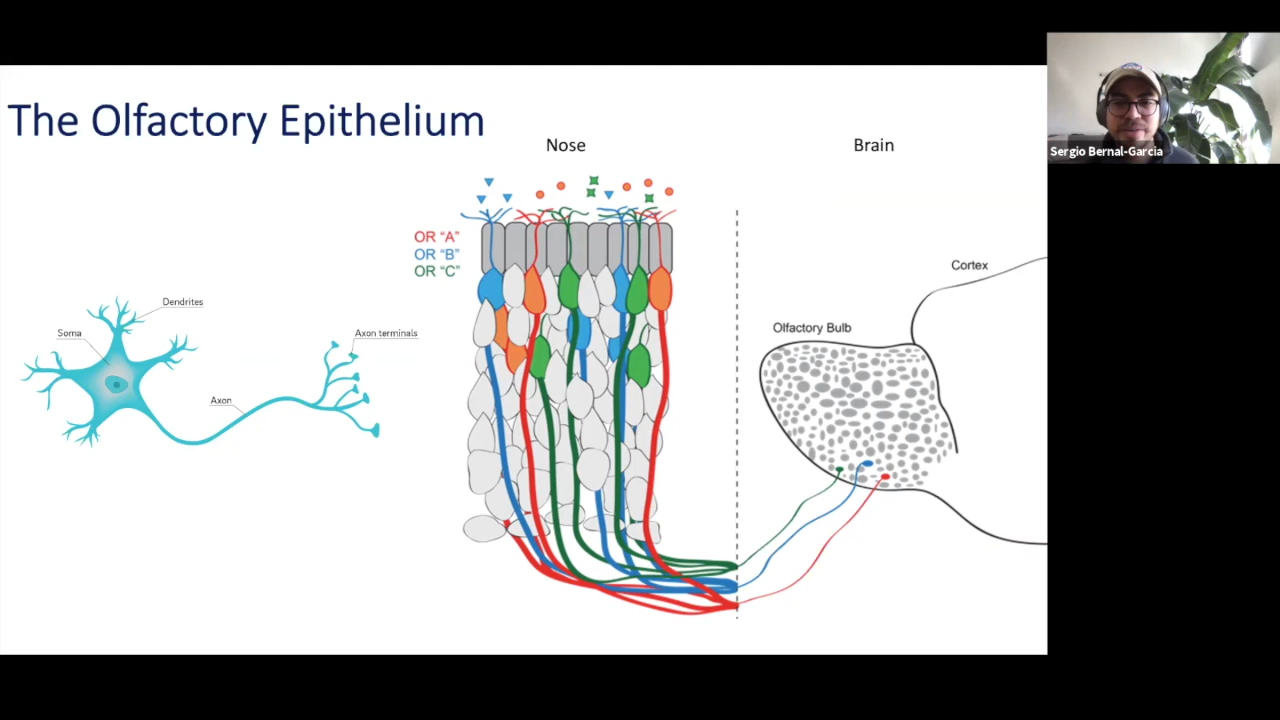 The Olfactory Epithelium
Nose
Brain
Sergio Bernal-Garcia
OR “A”
OR “B”
OR “C”
Cortex
Dendrites
Soma
Axon terminals
Axon
Olfactory Bulb